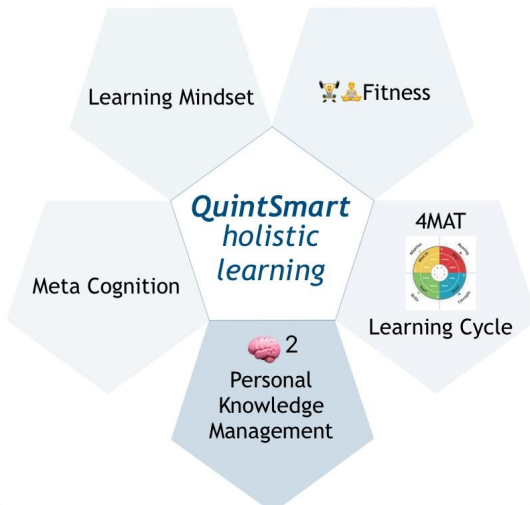 Learning Mindset
Fitness
QuintSmart
holistic
learning
4MAT
Learning Cycle
Meta Cognition
2
Personal
Knowledge
Management